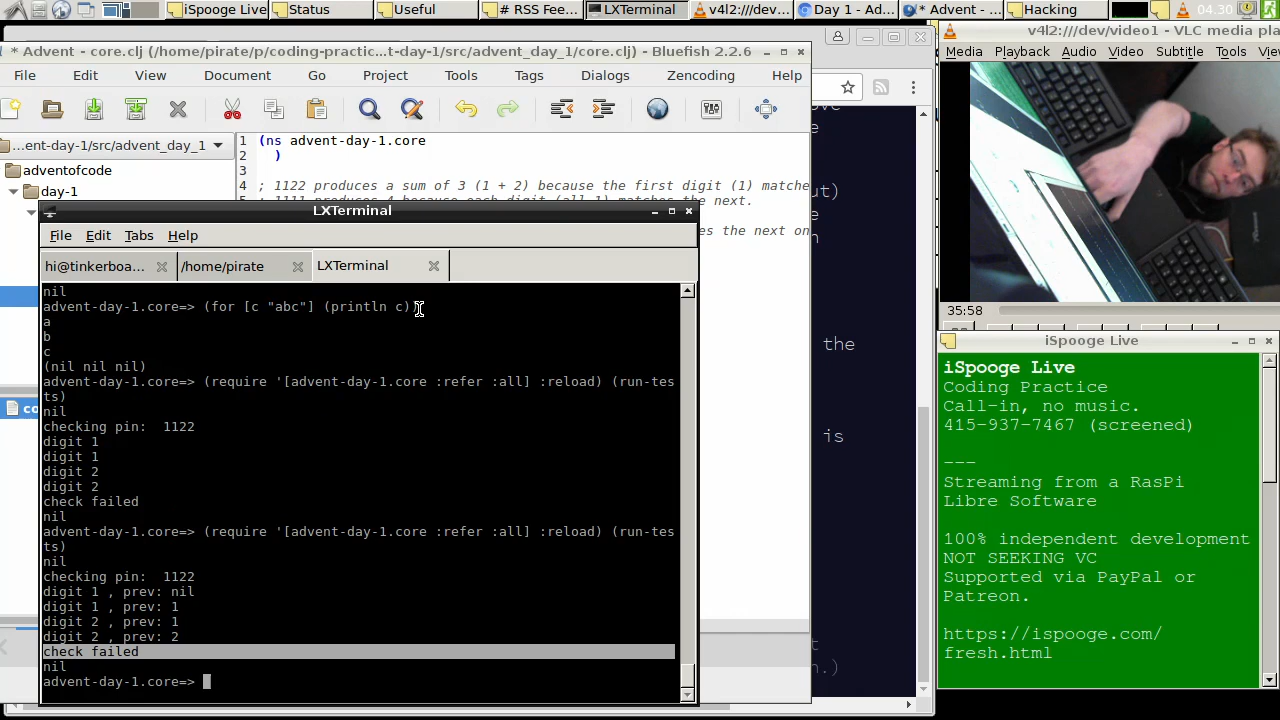 iSpooge Live
Status
Useful
# RSS Fee...
LXTerminal
v4l2:///dev...
Day 1 - Ad...
* Advent - ...
Hacking
04.30
* Advent - core.clj (/home/pirate/p/coding-practic...t-day-1/src/advent_day_1/core.clj) - Bluefish 2.2.6
File Edit View Document Go Project Tools Tags Dialogs Zencoding Help
...ent-day-1/src/advent_day_1
adventofcode
day-1
co
1 (ns advent-day-1.core
2 )
3
4 ; 1122 produces a sum of 3 (1 + 2) because the first digit (1) matche
; 1111 produces 4 because each digit (all 1) matches the next.
es the next on
LXTerminal
File Edit Tabs Help
hi@tinkerboa...
/home/pirate
LXTerminal
nil
advent-day-1.core=> (for [c "abc"] (println c))
a
b
c
(nil nil nil)
advent-day-1.core=> (require '[advent-day-1.core :refer :all] :reload) (run-tes
ts)
nil
checking pin:  1122
digit 1
digit 1
digit 2
digit 2
check failed
nil
advent-day-1.core=> (require '[advent-day-1.core :refer :all] :reload) (run-tes
ts)
nil
checking pin:  1122
digit 1 , prev: nil
digit 1 , prev: 1
digit 2 , prev: 1
digit 2 , prev: 2
check failed
nil
advent-day-1.core=>
ut)
e
n
the
is
n.)
v4l2:///dev/video1 - VLC media pla
Media Playback Audio Video Subtitle Tools Vie
35:58
iSpooge Live
iSpooge Live
Coding Practice
Call-in, no music.
415-937-7467 (screened)
---
Streaming from a RasPi
Libre Software
100% independent development
NOT SEEKING VC
Supported via PayPal or
Patreon.
https://ispooge.com/
fresh.html